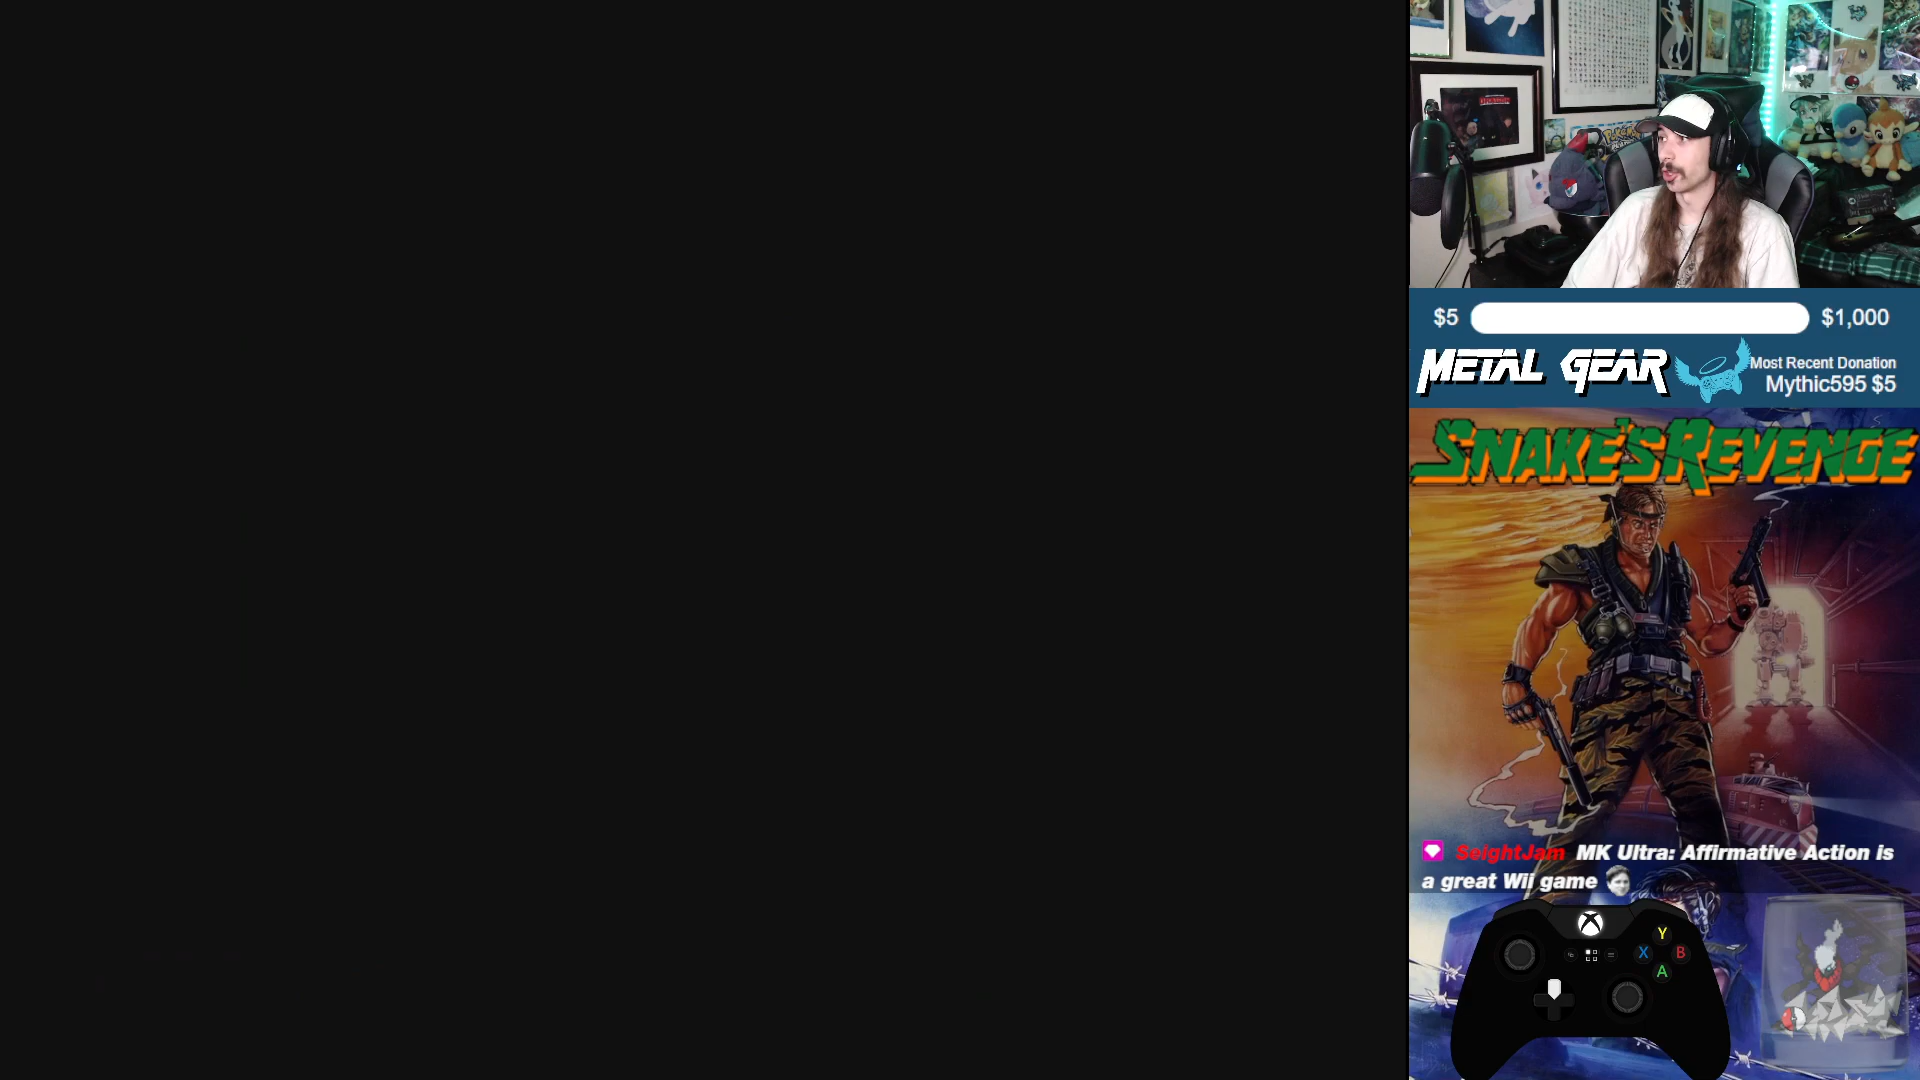 $5 $1,000
METAL GEAR
Most Recent Donation
Mythic595 $5
SNAKE'S REVENGE
5eightJam MK Ultra: Affirmative Action is
a great Wii game
Y
X B
A